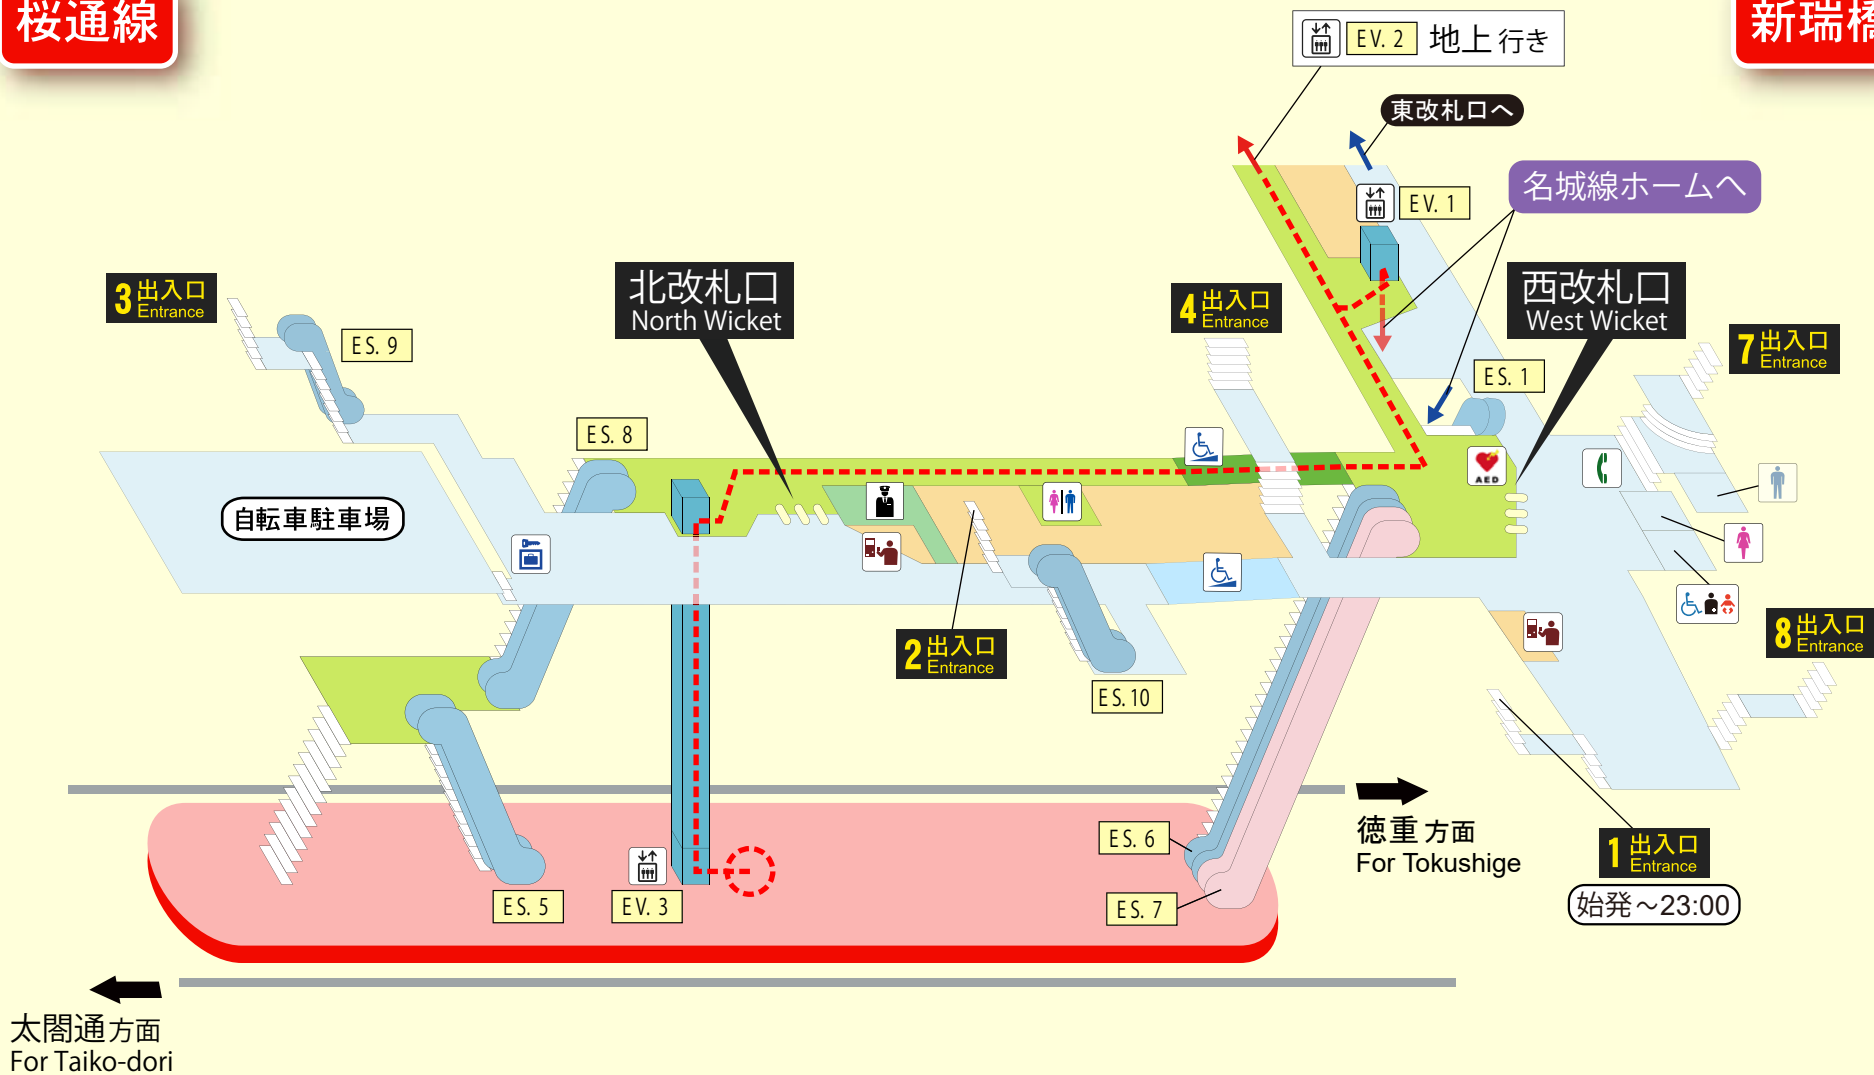 桜通線
新瑞橋
EV. 2 地上行き
東改札口へ
EV. 1
名城線ホームへ
3 出入口
Entrance
ES. 9
北改札口
North Wicket
4 出入口
Entrance
西改札口
West Wicket
7 出入口
Entrance
ES. 1
ES. 8
AED
自転車駐車場
2 出入口
Entrance
8 出入口
Entrance
ES. 10
徳重方面
For Tokushige
ES. 6
1 出入口
Entrance
始発～23:00
ES. 5
EV. 3
ES. 7
太閤通方面
For Taiko-dori